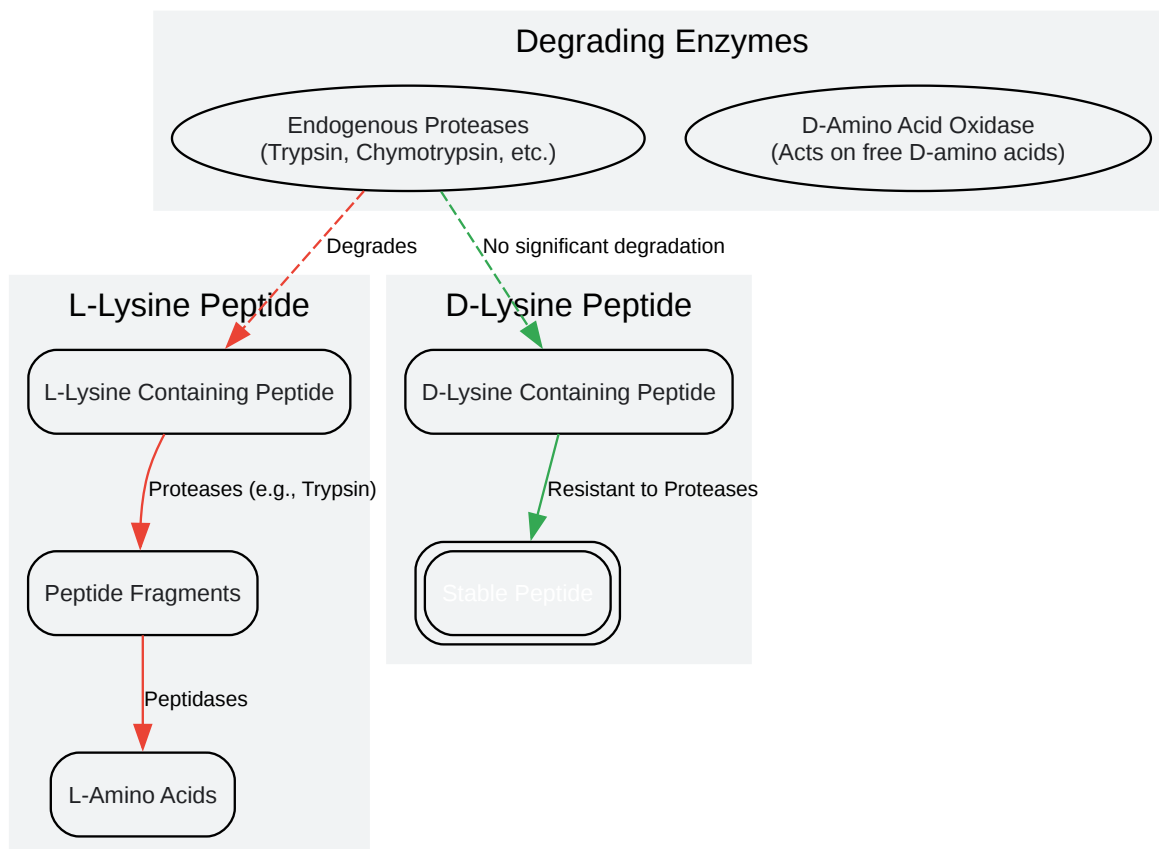 Degrading Enzymes
Endogenous Proteases
(Trypsin, Chymotrypsin, etc.)
D-Amino Acid Oxidase
(Acts on free D-amino acids)
Degrades
No significant degradation
L-Lysine Peptide
D-Lysine Peptide
L-Lysine Containing Peptide
D-Lysine Containing Peptide
Proteases (e.g., Trypsin)
Resistant to Proteases
Peptide Fragments
Stable Peptide
Peptidases
L-Amino Acids